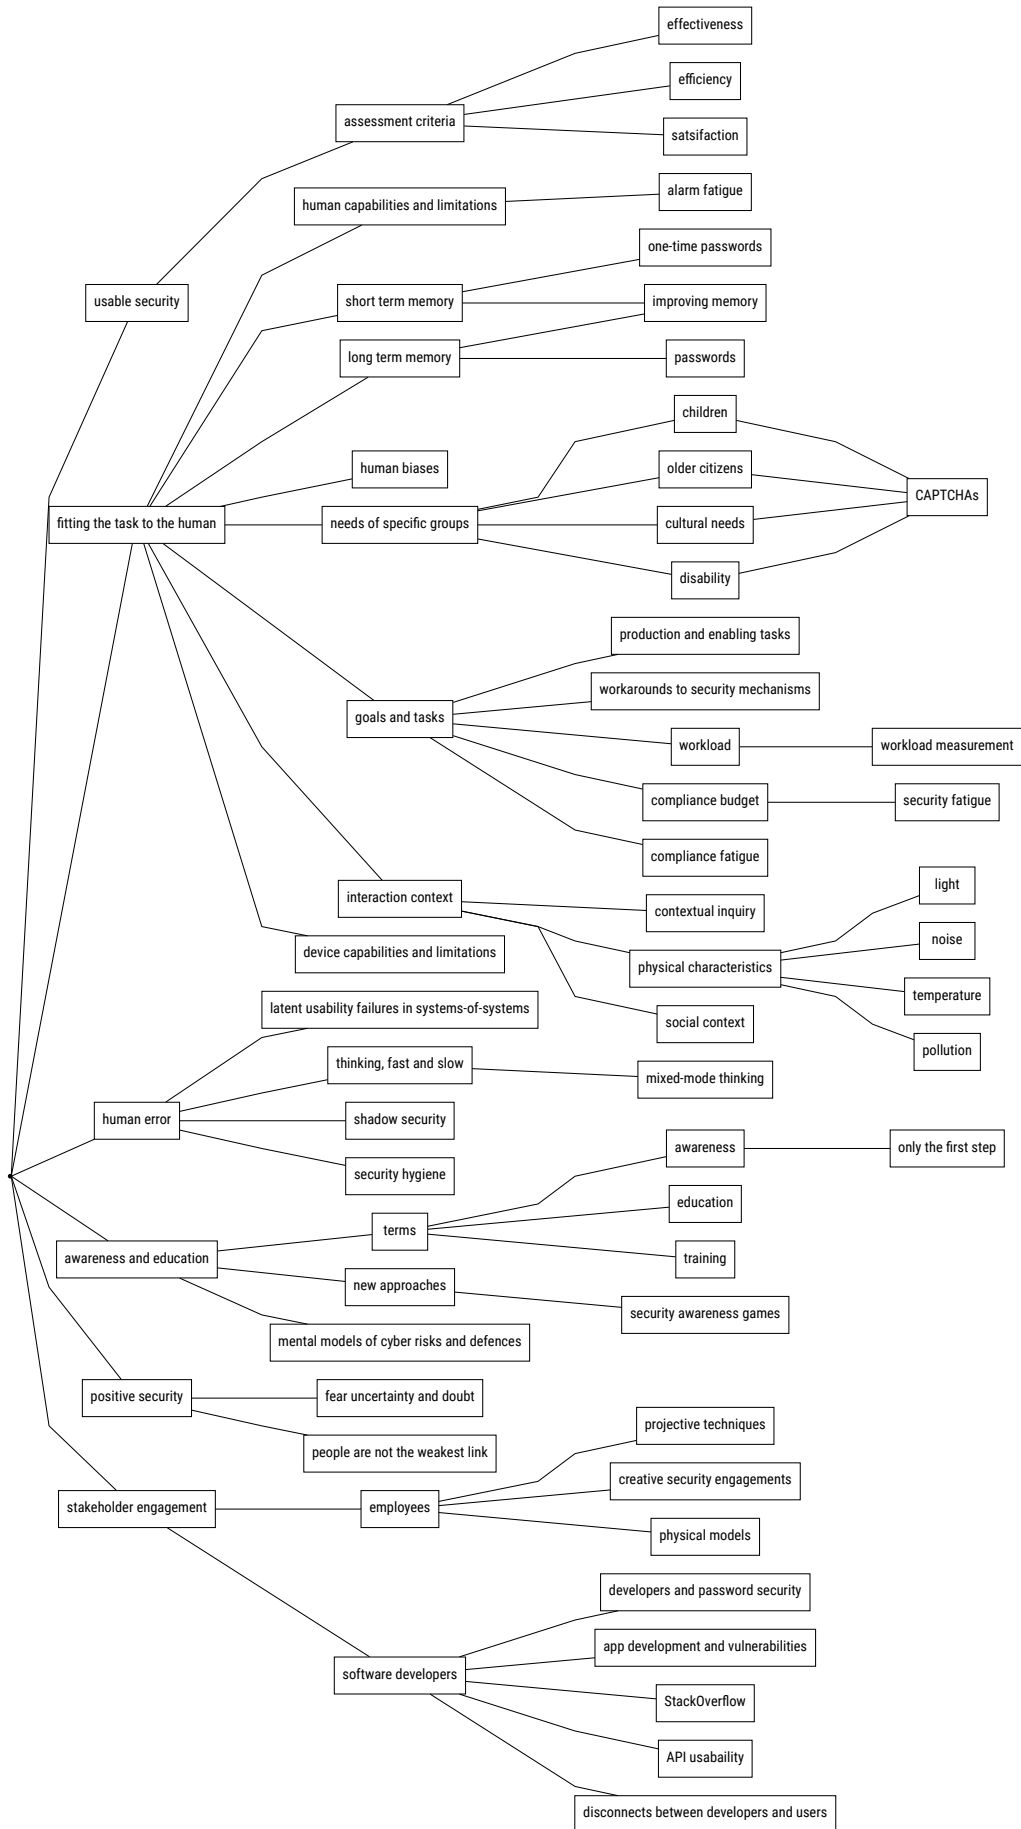 effectiveness
efficiency
assessment criteria
satsifaction
alarm fatigue
human capabilities and limitations
one-time passwords
usable security
short term memory
improving memory
long term memory
passwords
children
human biases
older citizens
CAPTCHAs
fitting the task to the human
needs of specific groups
cultural needs
disability
production and enabling tasks
workarounds to security mechanisms
goals and tasks
workload
workload measurement
compliance budget
security fatigue
compliance fatigue
light
interaction context
contextual inquiry
noise
device capabilities and limitations
physical characteristics
temperature
latent usability failures in systems-of-systems
social context
pollution
thinking, fast and slow
mixed-mode thinking
human error
shadow security
awareness
only the first step
security hygiene
education
terms
awareness and education
training
new approaches
security awareness games
mental models of cyber risks and defences
positive security
fear uncertainty and doubt
projective techniques
people are not the weakest link
creative security engagements
stakeholder engagement
employees
physical models
developers and password security
app development and vulnerabilities
software developers
StackOverflow
API usabaility
disconnects between developers and users